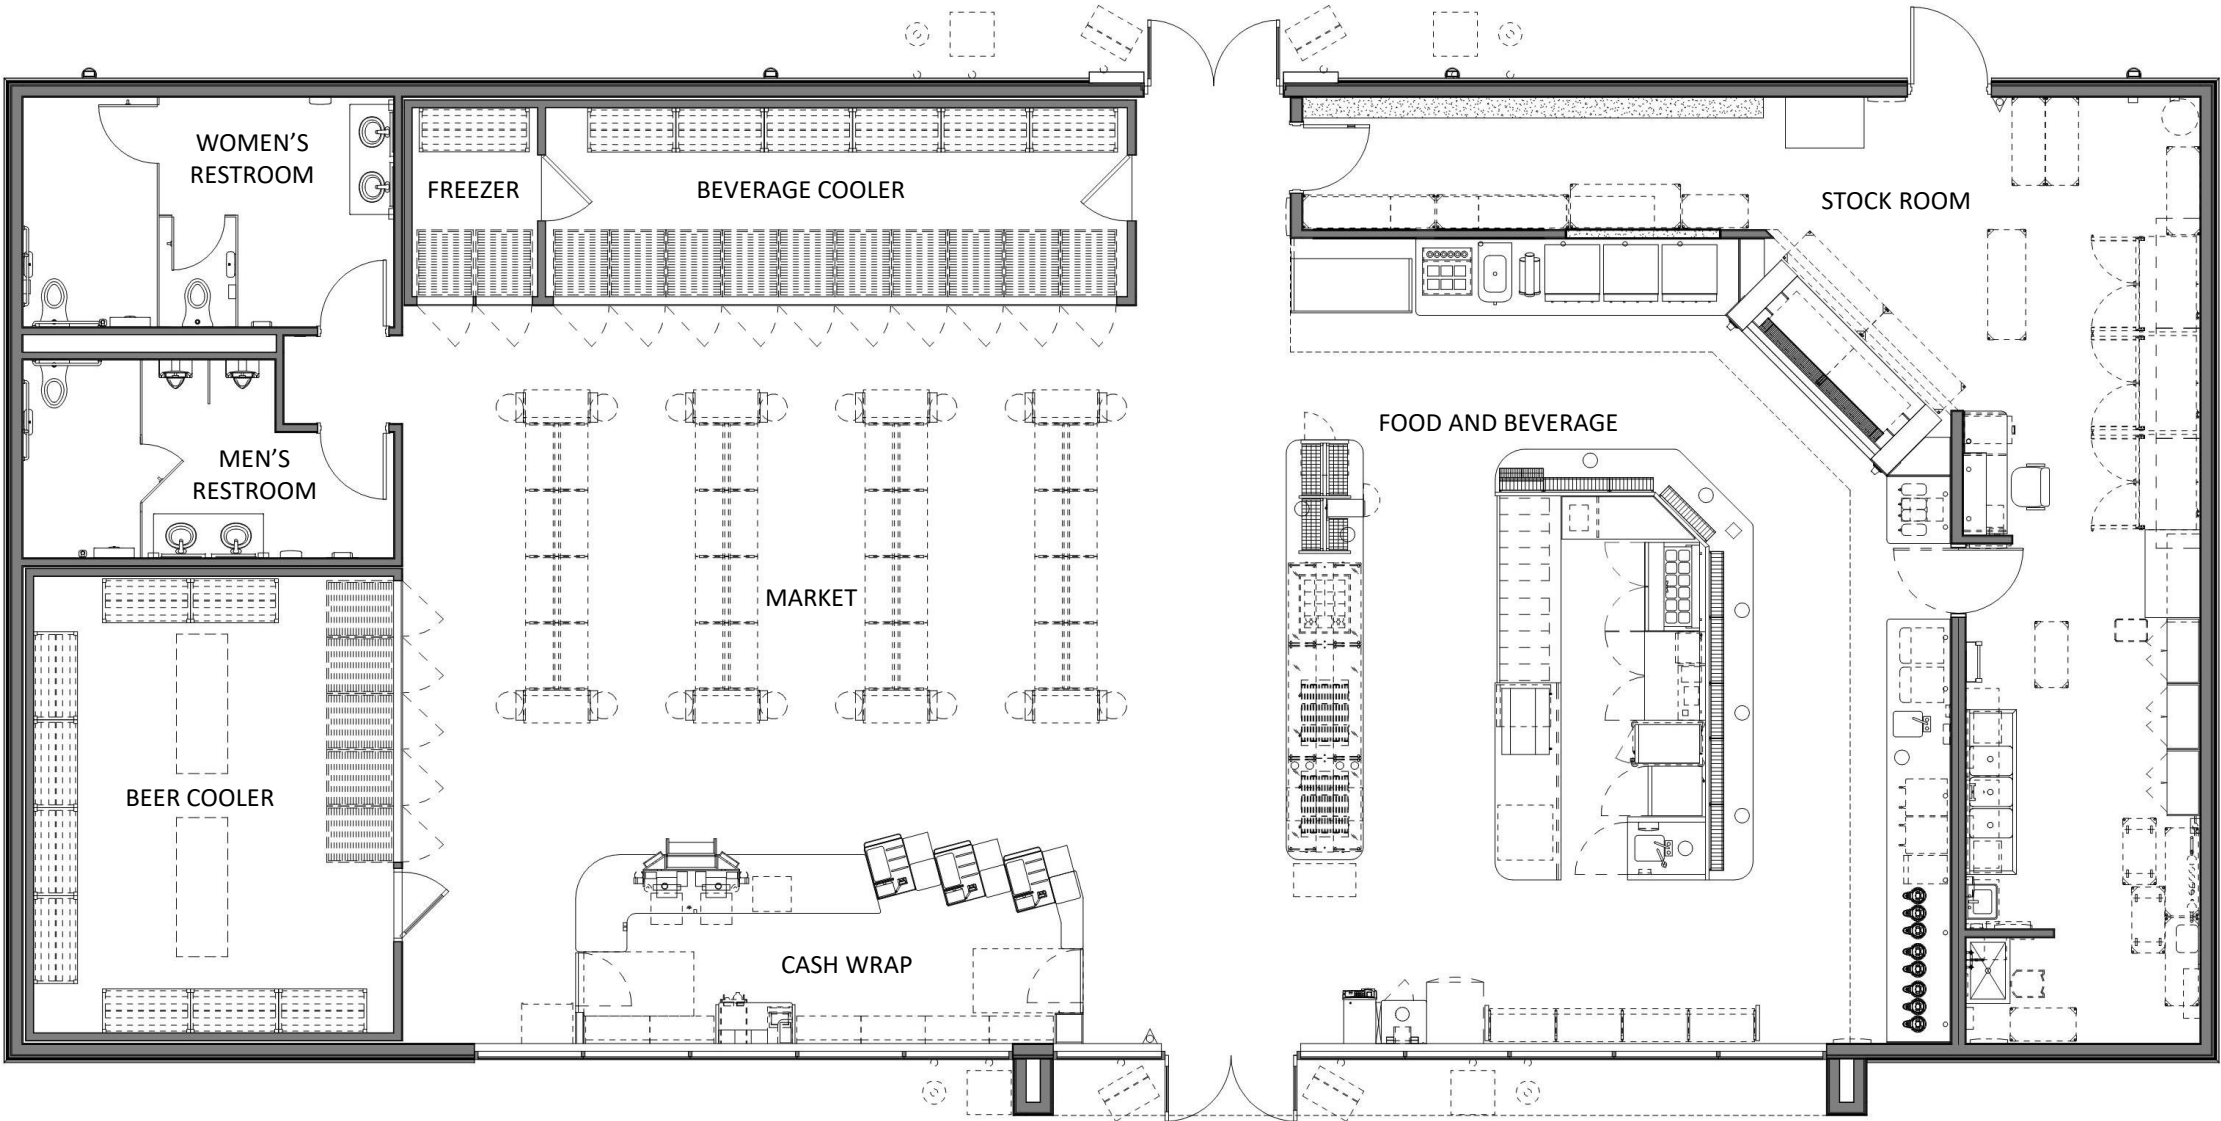 WOMEN'S
RESTROOM
FREEZER
BEVERAGE COOLER
STOCK ROOM
FOOD AND BEVERAGE
MEN'S
RESTROOM
MARKET
BEER COOLER
CASH WRAP